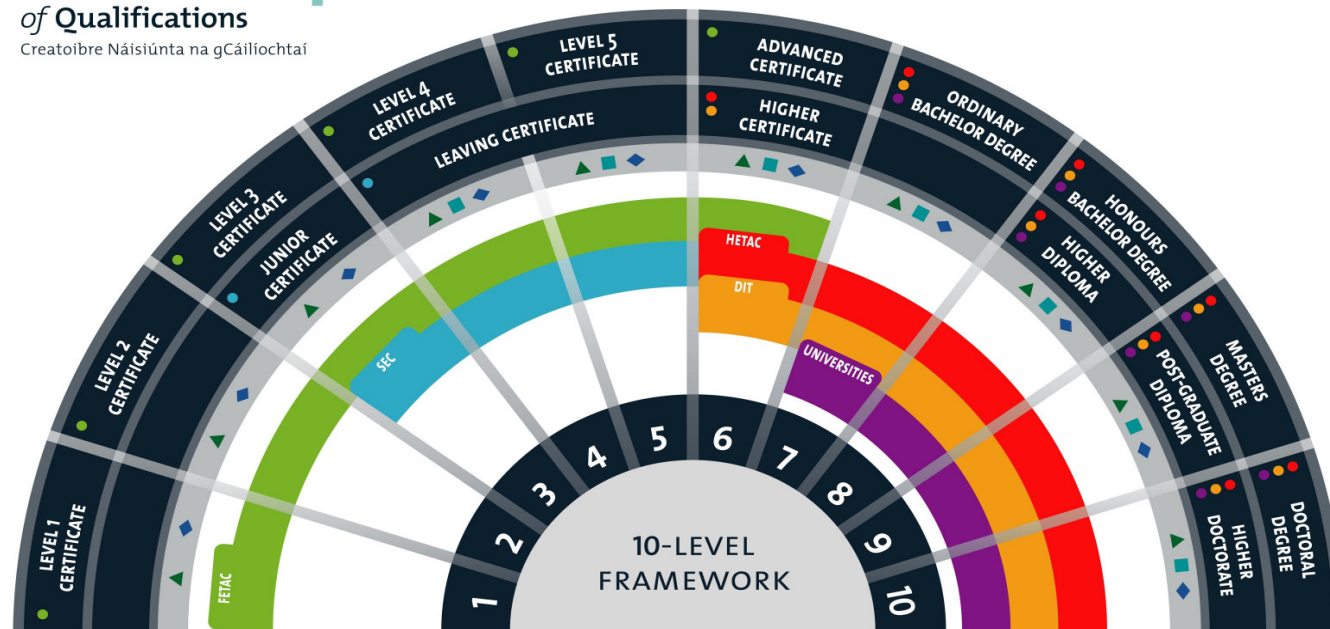 of Qualifications
Creatoibre Náisiúnta na gCáilíochtaí
LEVEL 1
CERTIFICATE
LEVEL 2
CERTIFICATE
LEVEL 3
CERTIFICATE
LEVEL 4
CERTIFICATE
LEVEL 5
CERTIFICATE
ADVANCED
CERTIFICATE
ORDINARY
BACHELOR DEGREE
HONOURS
BACHELOR DEGREE
MASTERS
DEGREE
DOCTORAL
DEGREE
JUNIOR
CERTIFICATE
LEAVING CERTIFICATE
HIGHER
CERTIFICATE
HIGHER
DIPLOMA
POST-GRADUATE
DIPLOMA
HIGHER
DOCTORATE
FETAC
SEC
HETAC
DIT
UNIVERSITIES
1
2
3
4
5
6
7
8
9
10
10-LEVEL
FRAMEWORK